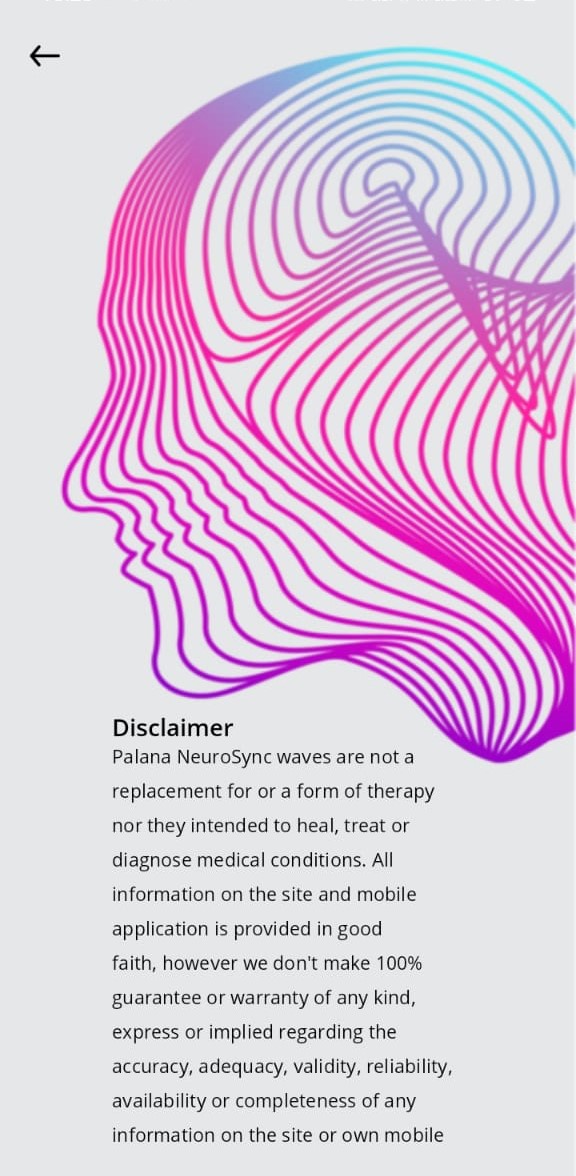 Disclaimer
Palana NeuroSync waves are not a
replacement for or a form of therapy
nor they intended to heal, treat or
diagnose medical conditions. All
information on the site and mobile
application is provided in good
faith, however we don't make 100%
guarantee or warranty of any kind,
express or implied regarding the
accuracy, adequacy, validity, reliability,
availability or completeness of any
information on the site or own mobile